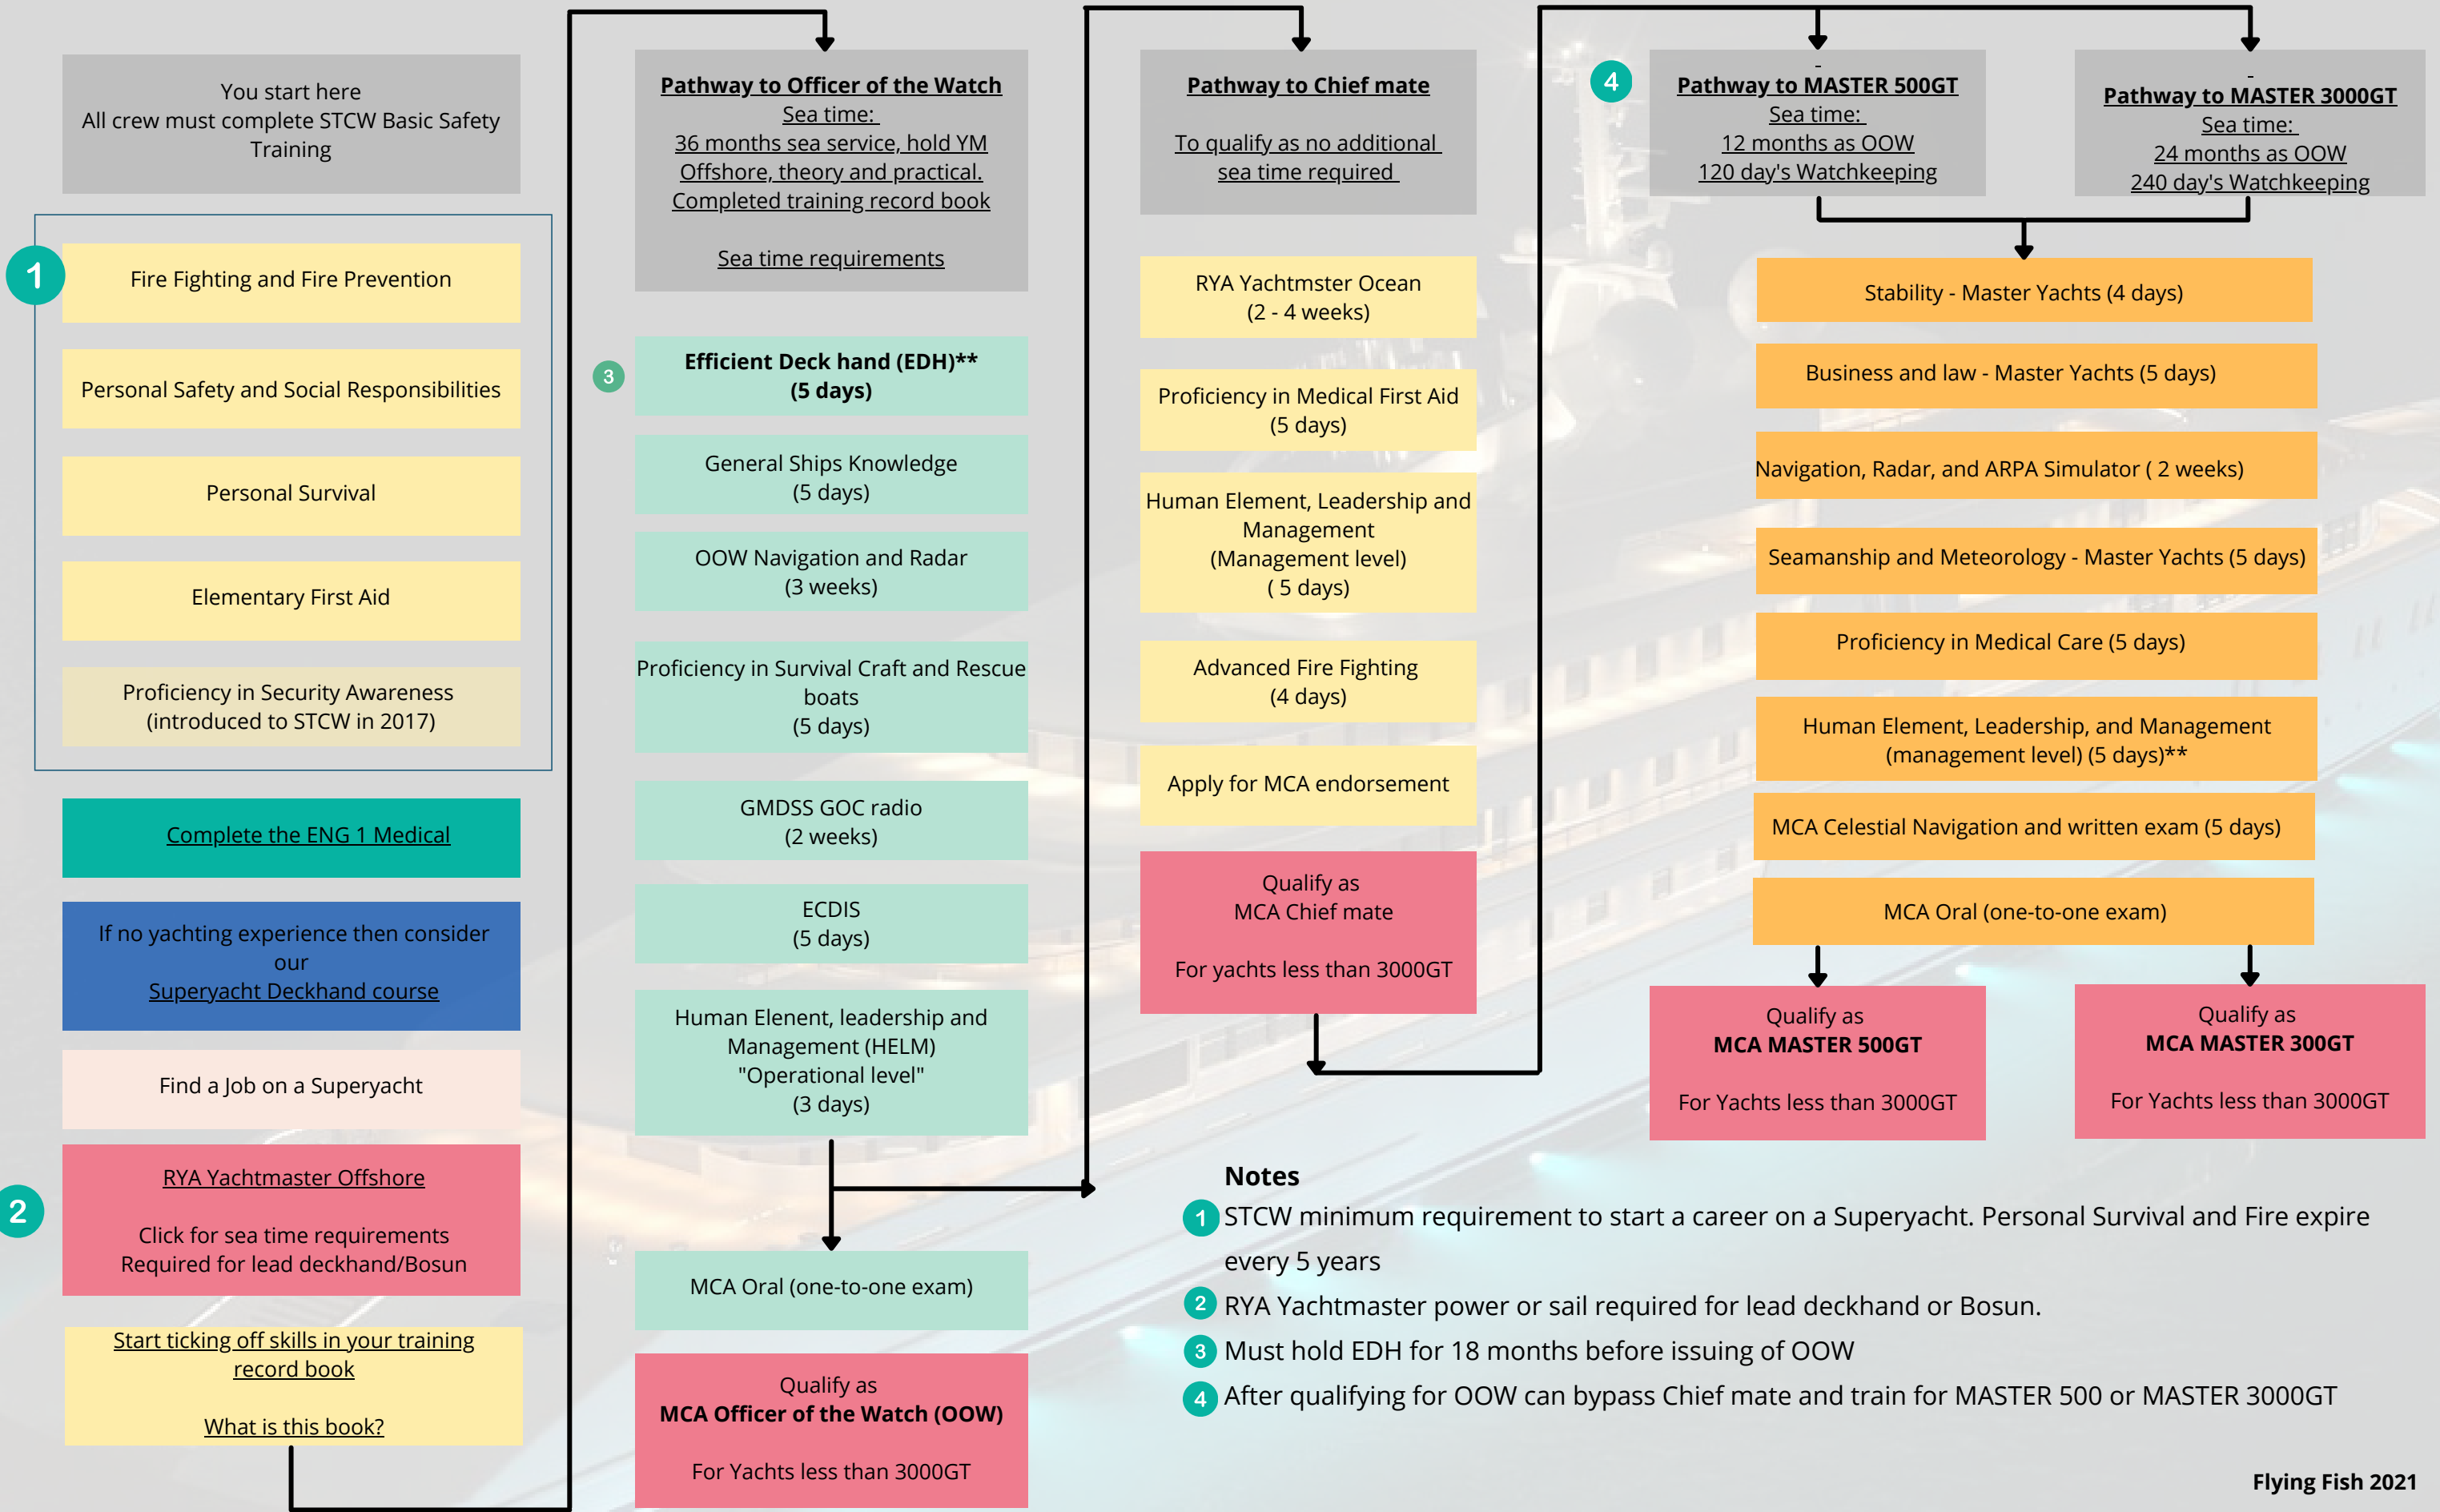 You start here
All crew must complete STCW Basic Safety
Training
1
Fire Fighting and Fire Prevention
Personal Safety and Social Responsibilities
Personal Survival
Elementary First Aid
Proficiency in Security Awareness
(introduced to STCW in 2017)
Complete the ENG 1 Medical
If no yachting experience then consider
our
Superyacht Deckhand course
Find a Job on a Superyacht
2
RYA Yachtmaster Offshore
Click for sea time requirements
Required for lead deckhand/Bosun
Start ticking off skills in your training
record book
What is this book?
Pathway to Officer of the Watch
Sea time:
36 months sea service, hold YM
Offshore, theory and practical.
Completed training record book
Sea time requirements
3
Efficient Deck hand (EDH)**
(5 days)
General Ships Knowledge
(5 days)
OOW Navigation and Radar
(3 weeks)
Proficiency in Survival Craft and Rescue
boats
(5 days)
GMDSS GOC radio
(2 weeks)
ECDIS
(5 days)
Human Elenent, leadership and
Management (HELM)
"Operational level"
(3 days)
MCA Oral (one-to-one exam)
Qualify as
MCA Officer of the Watch (OOW)
For Yachts less than 3000GT
Pathway to Chief mate
To qualify as no additional
sea time required
RYA Yachtmster Ocean
(2 - 4 weeks)
Proficiency in Medical First Aid
(5 days)
Human Element, Leadership and
Management
(Management level)
( 5 days)
Advanced Fire Fighting
(4 days)
Apply for MCA endorsement
Qualify as
MCA Chief mate
For yachts less than 3000GT
4
-
Pathway to MASTER 500GT
Sea time:
12 months as OOW
120 day's Watchkeeping
-
Pathway to MASTER 3000GT
Sea time:
24 months as OOW
240 day's Watchkeeping
Stability - Master Yachts (4 days)
Business and law - Master Yachts (5 days)
Navigation, Radar, and ARPA Simulator ( 2 weeks)
Seamanship and Meteorology - Master Yachts (5 days)
Proficiency in Medical Care (5 days)
Human Element, Leadership, and Management
(management level) (5 days)**
MCA Celestial Navigation and written exam (5 days)
MCA Oral (one-to-one exam)
Qualify as
MCA MASTER 500GT
For Yachts less than 3000GT
Qualify as
MCA MASTER 300GT
For Yachts less than 3000GT
Notes
1 STCW minimum requirement to start a career on a Superyacht. Personal Survival and Fire expire
every 5 years
2 RYA Yachtmaster power or sail required for lead deckhand or Bosun.
3 Must hold EDH for 18 months before issuing of OOW
4 After qualifying for OOW can bypass Chief mate and train for MASTER 500 or MASTER 3000GT
Flying Fish 2021